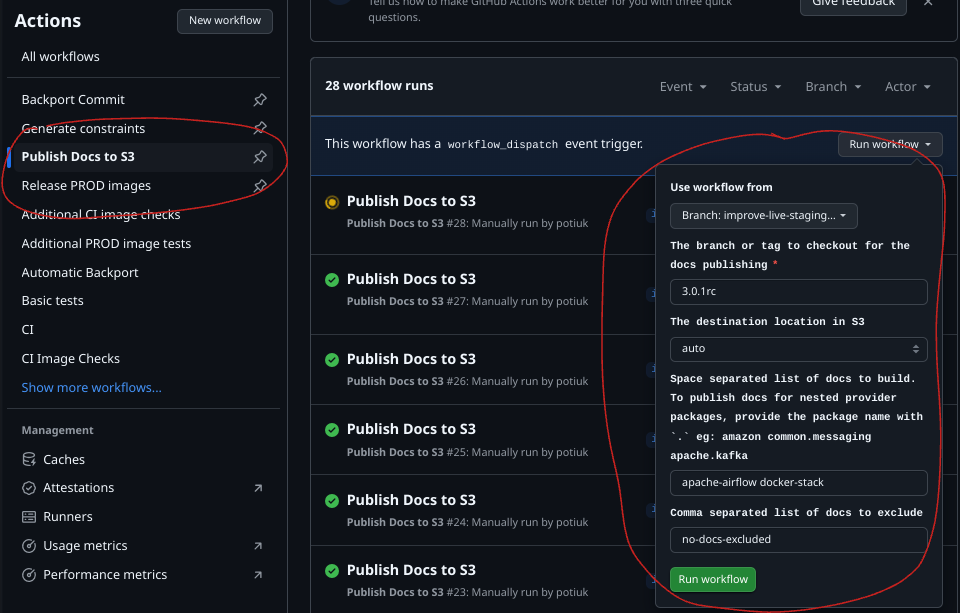 Actions
New workflow
All workflows
Backport Commit
Generate constraints
Publish Docs to S3
Release PROD images
Additional CI image checks
Additional PROD image tests
Automatic Backport
Basic tests
CI
CI Image Checks
Show more workflows...
Management
Caches
Attestations
Runners
Usage metrics
Performance metrics
Tell us how to make GitHub Actions work better for you with three quick
questions.
Give feedback
28 workflow runs
Event
Status
Branch
Actor
This workflow has a workflow_dispatch event trigger.
Run workflow
Publish Docs to S3
Publish Docs to S3 #28: Manually run by potiuk
Publish Docs to S3
Publish Docs to S3 #27: Manually run by potiuk
Publish Docs to S3
Publish Docs to S3 #26: Manually run by potiuk
Publish Docs to S3
Publish Docs to S3 #25: Manually run by potiuk
Publish Docs to S3
Publish Docs to S3 #24: Manually run by potiuk
Publish Docs to S3
Publish Docs to S3 #23: Manually run by potiuk
Use workflow from
Branch: improve-live-staging...
The branch or tag to checkout for the
docs publishing *
3.0.1rc
The destination location in S3
auto
Space separated list of docs to build.
To publish docs for nested provider
packages, provide the package name with
`.` eg: amazon common.messaging
apache.kafka
apache-airflow docker-stack
Comma separated list of docs to exclude
no-docs-excluded
Run workflow